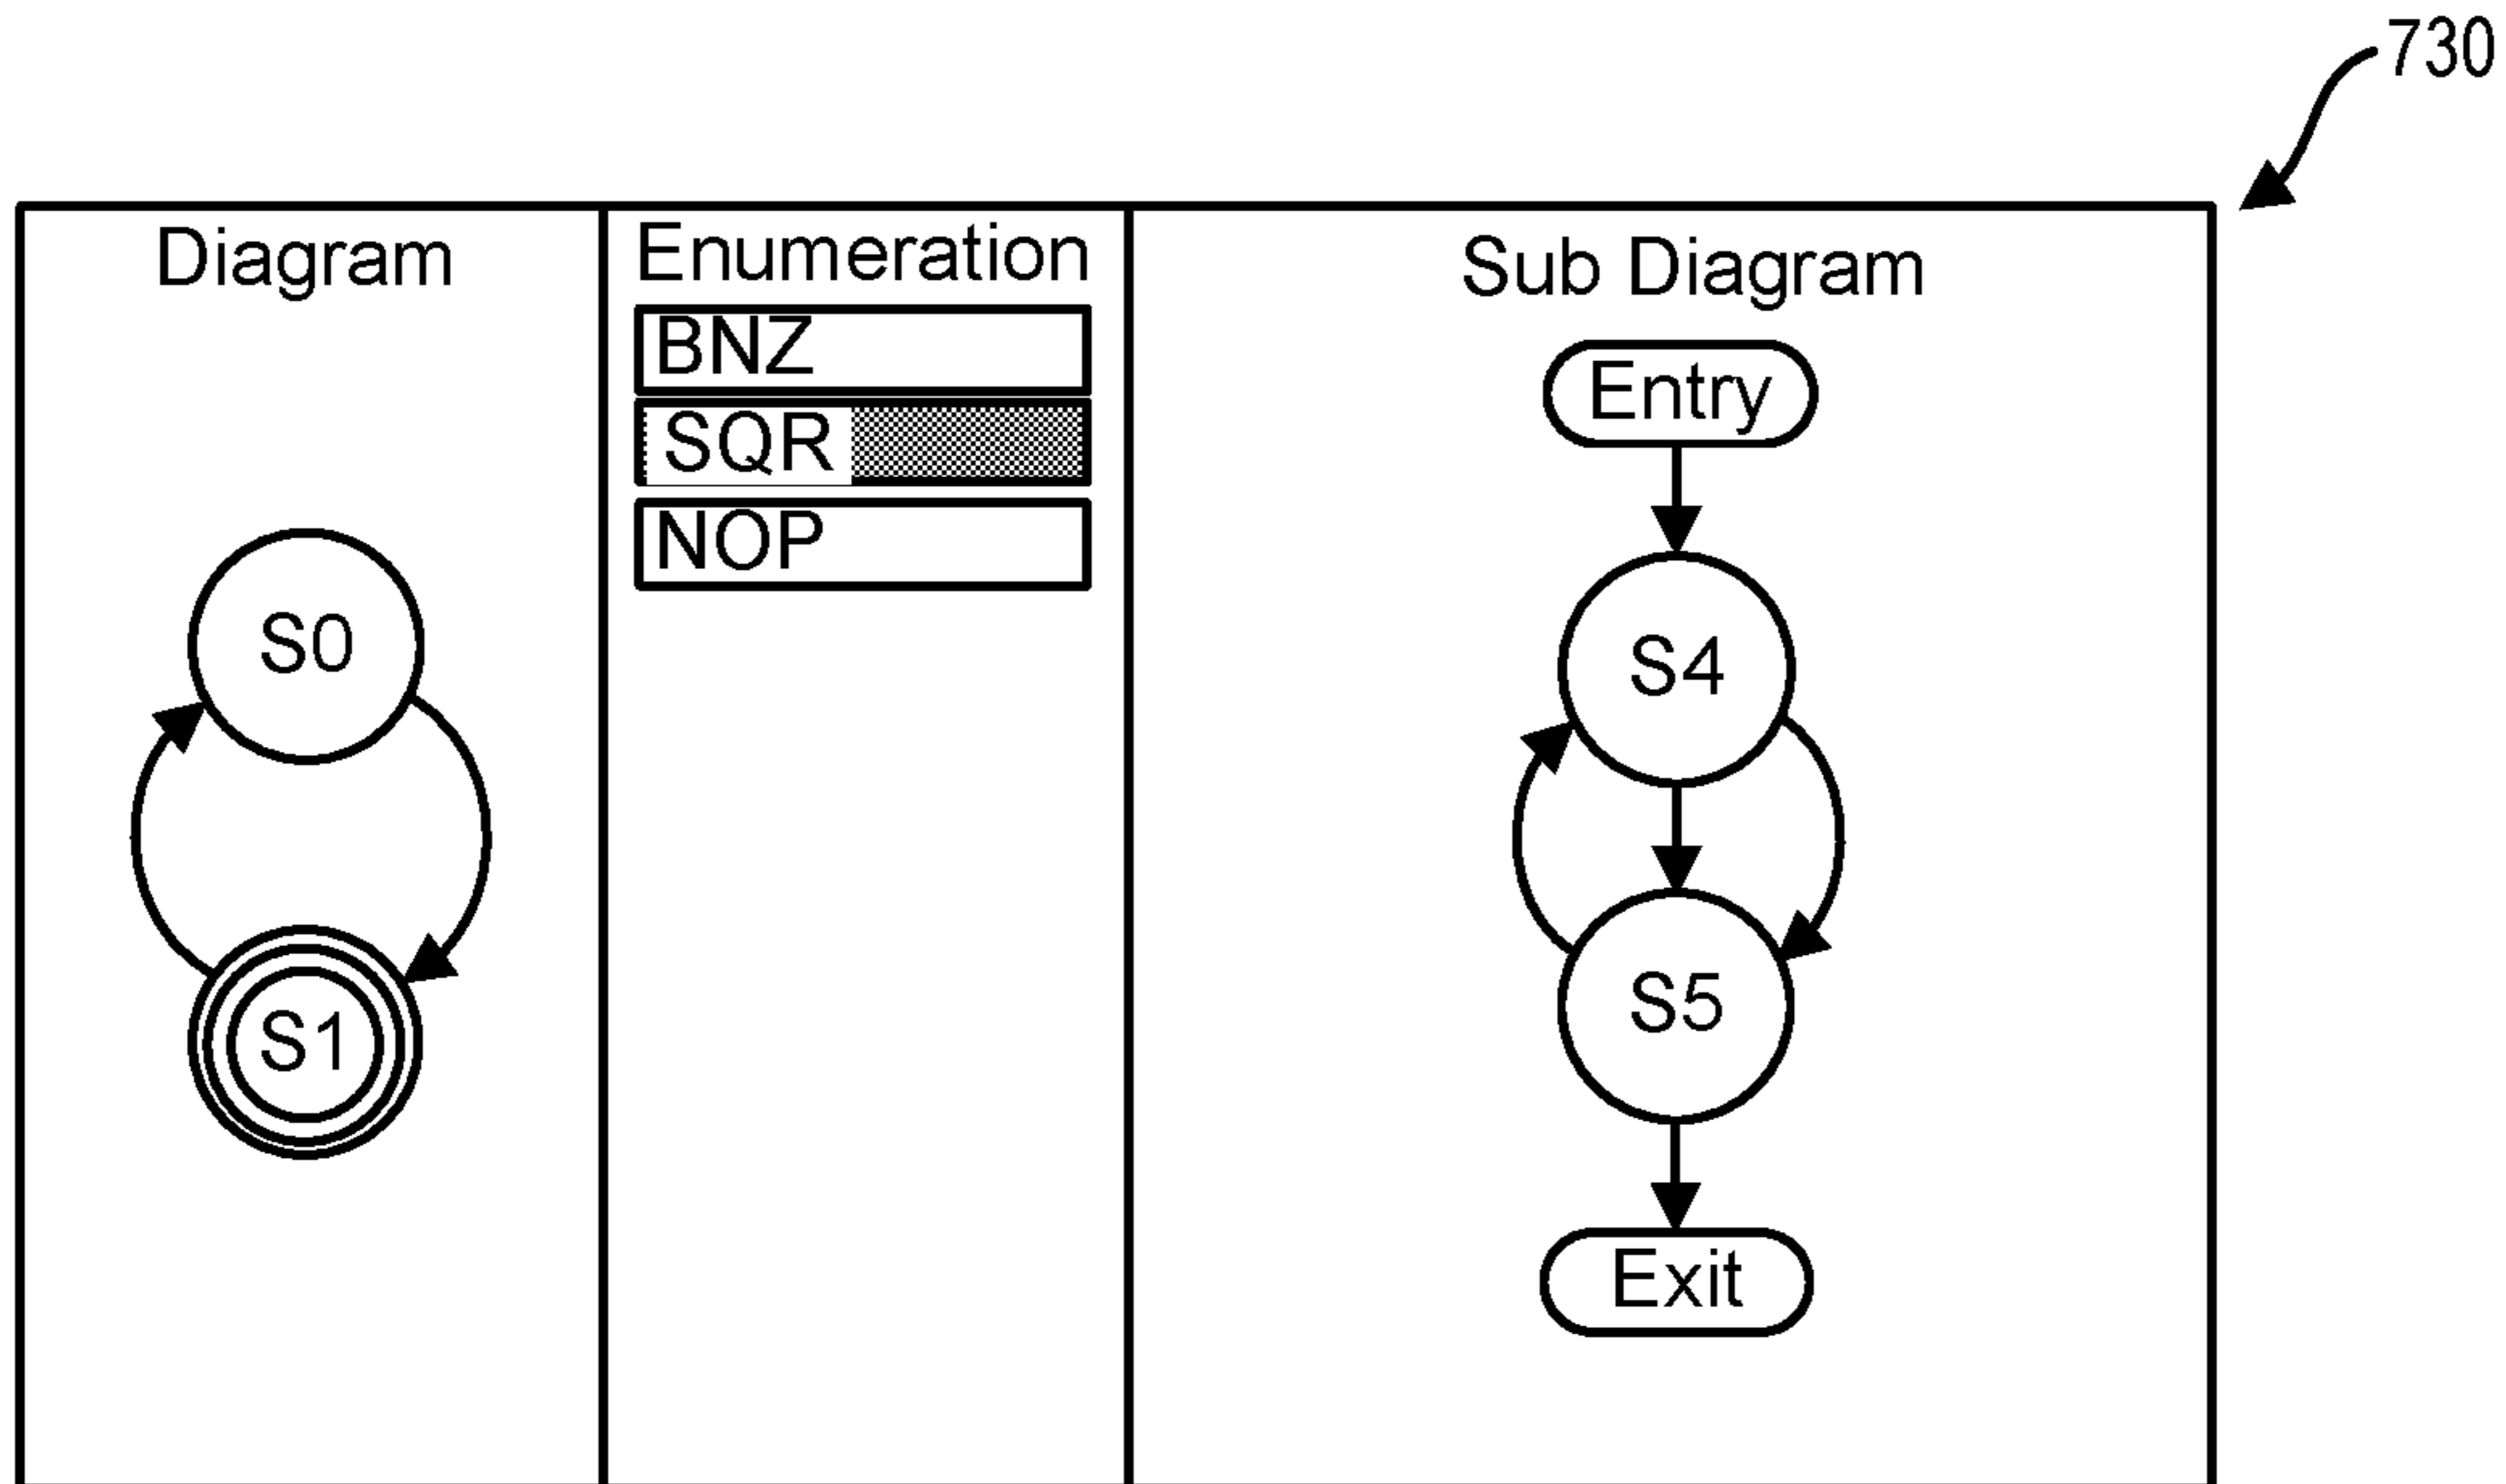 730
Diagram
S0
S1
Enumeration
BNZ
SQR
NOP
Sub Diagram
Entry
S4
S5
Exit